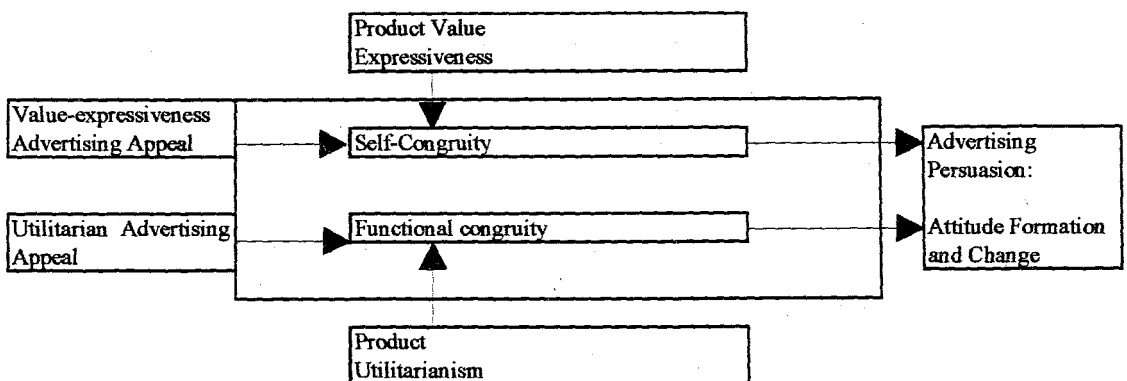 Product Value
Expressiveness
Value-expressiveness
Advertising Appeal
Self-Congruity
Advertising
Persuasion:
Attitude Formation
and Change
Utilitarian Advertising
Appeal
Functional congruity
Product
Utilitarianism